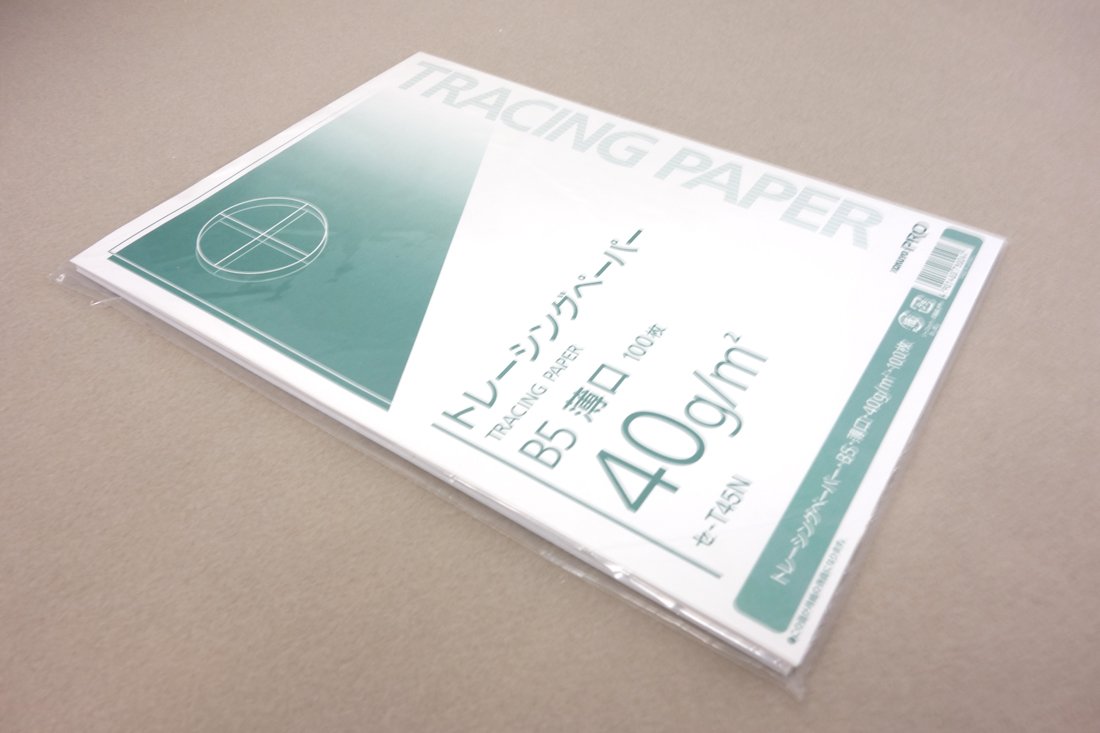 TRACING PAPER
KOKUYO PRO
トレーシングペーパー
TRACING PAPER
B5 薄口 100枚
40g/m²
セ-T45N
トレーシングペーパー・B5・薄口・40g/m²・100枚